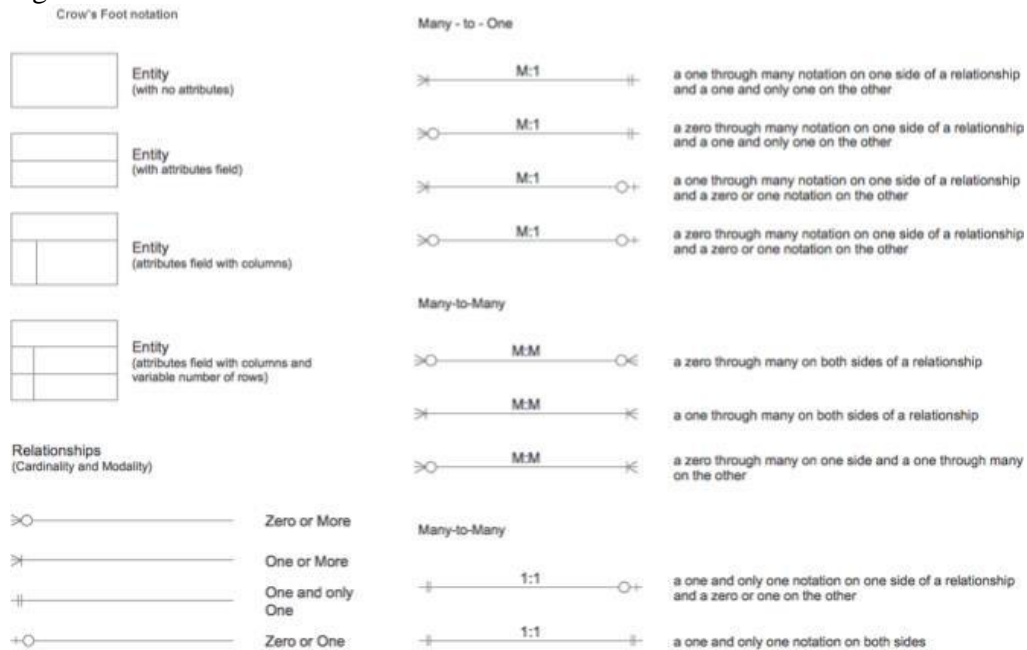 Crow's Foot notation
Entity
(with no attributes)
Entity
(with attributes field)
Entity
(attributes field with columns)
Entity
(attributes field with columns and
variable number of rows)
Relationships
(Cardinality and Modality)
Zero or More
One or More
One and only
One
Zero or One
Many - to - One
M:1
a one through many notation on one side of a relationship
and a one and only one on the other
M:1
a zero through many notation on one side of a relationship
and a one and only one on the other
M:1
a one through many notation on one side of a relationship
and a zero or one notation on the other
M:1
a zero through many notation on one side of a relationship
and a zero or one notation on the other
Many-to-Many
M:M
a zero through many on both sides of a relationship
M:M
a one through many on both sides of a relationship
M:M
a zero through many on one side and a one through many
on the other
Many-to-Many
1:1
a one and only one notation on one side of a relationship
and a zero or one on the other
1:1
a one and only one notation on both sides